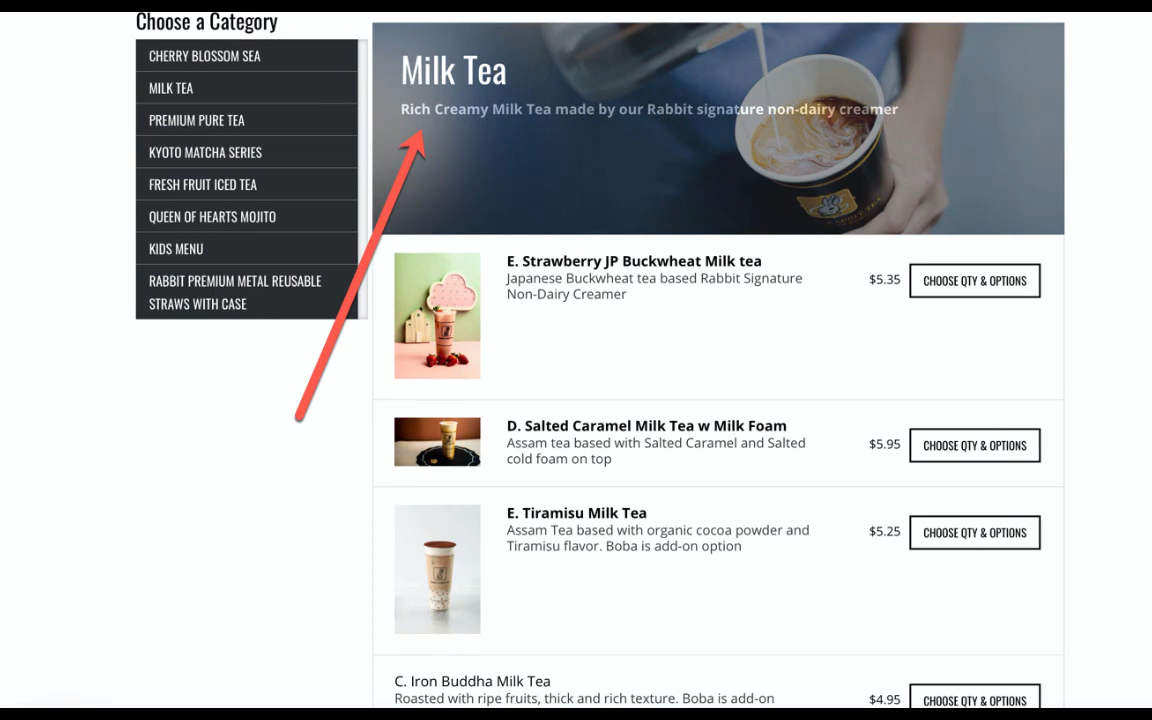 Choose a Category
CHERRY BLOSSOM SEA
MILK TEA
PREMIUM PURE TEA
KYOTO MATCHA SERIES
FRESH FRUIT ICED TEA
QUEEN OF HEARTS MOJITO
KIDS MENU
RABBIT PREMIUM METAL REUSABLE
STRAWS WITH CASE
Milk Tea
Rich Creamy Milk Tea made by our Rabbit signature non-dairy creamer
RABBIT TEA
E. Strawberry JP Buckwheat Milk tea
Japanese Buckwheat tea based Rabbit Signature
Non-Dairy Creamer
$5.35
CHOOSE QTY & OPTIONS
D. Salted Caramel Milk Tea w Milk Foam
Assam tea based with Salted Caramel and Salted
cold foam on top
$5.95
CHOOSE QTY & OPTIONS
E. Tiramisu Milk Tea
Assam Tea based with organic cocoa powder and
Tiramisu flavor. Boba is add-on option
$5.25
CHOOSE QTY & OPTIONS
C. Iron Buddha Milk Tea
Roasted with ripe fruits, thick and rich texture. Boba is add-on
$4.95
CHOOSE QTY & OPTIONS